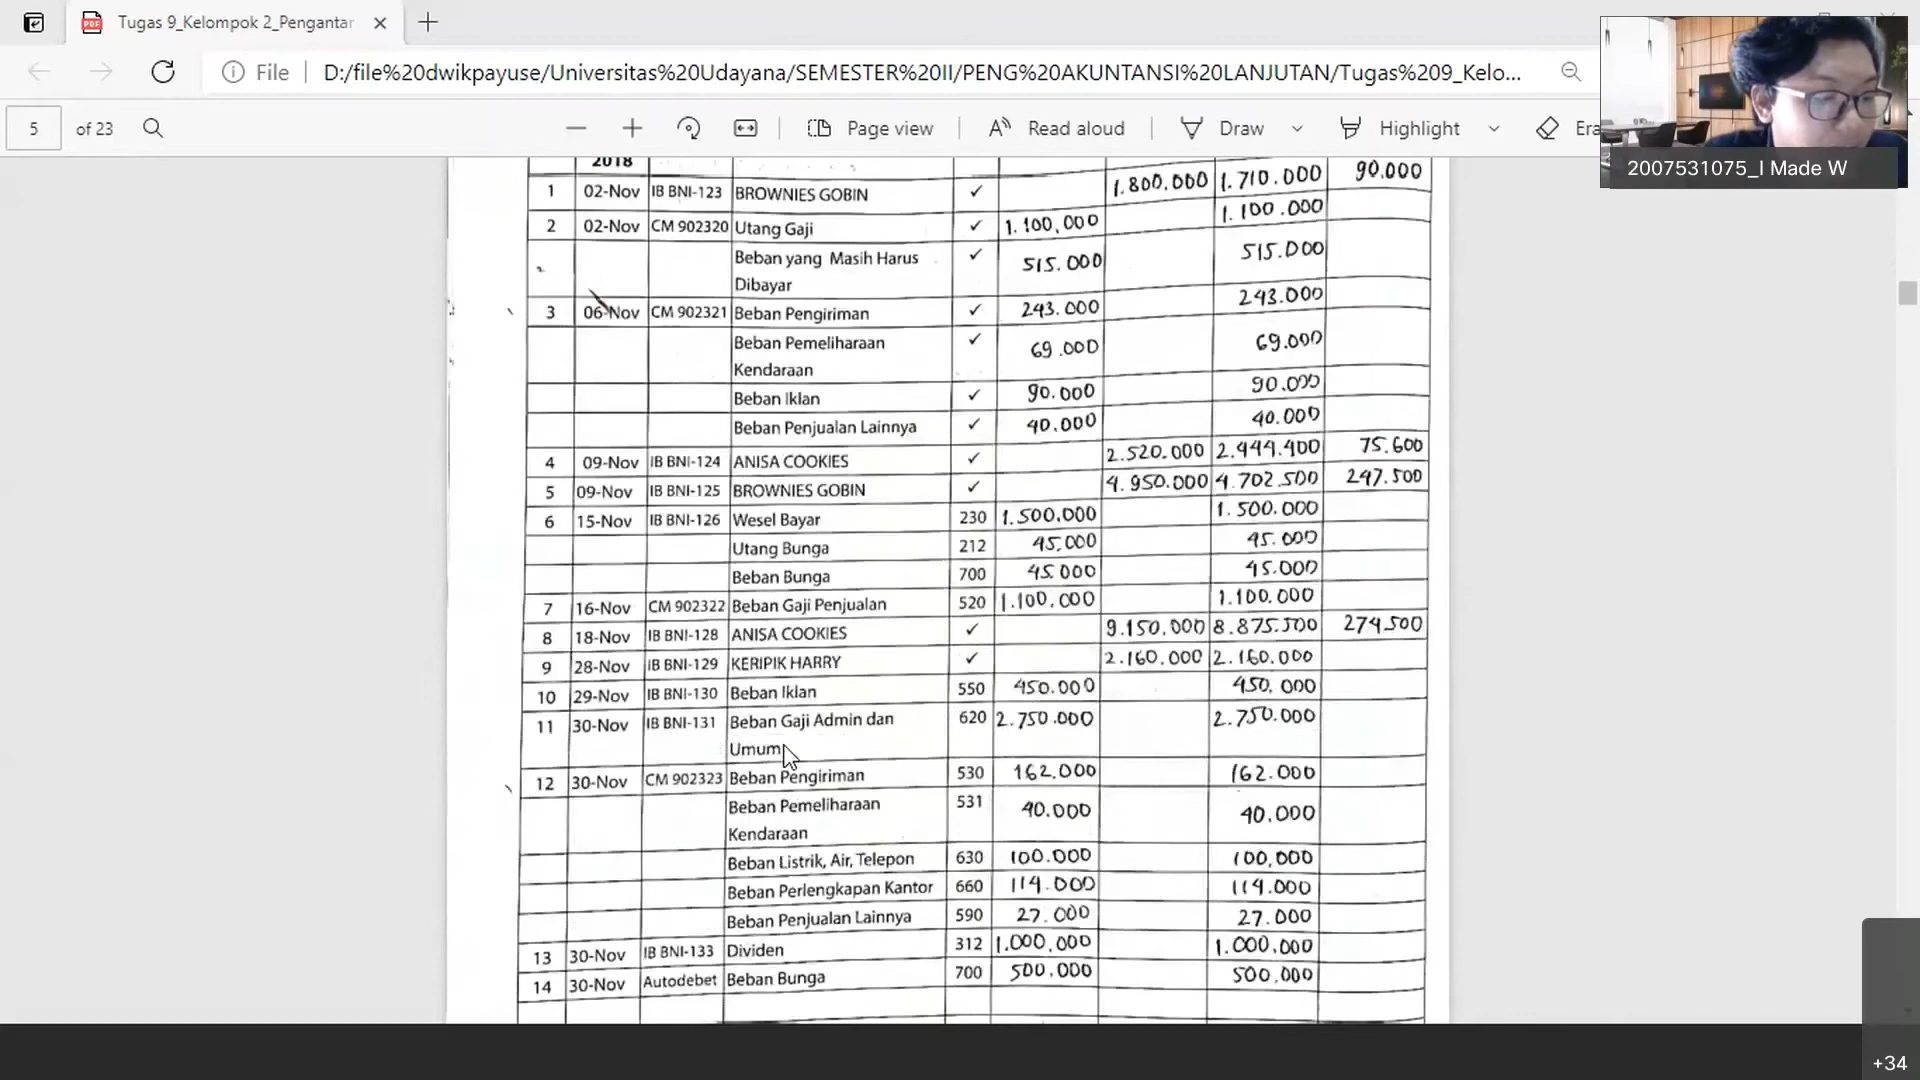 Tugas 9_Kelompok 2_Pengantar
File D:/file%20dwikpayuse/Universitas%20Udayana/SEMESTER%20II/PENG%20AKUNTANSI%20LANJUTAN/Tugas%209_Kelo...
5 of 23 Page view Read aloud Draw Highlight Era
2007531075_I Made W
2018
1 02-Nov IB BNI-123 BROWNIES GOBIN ✓ 1.800.000 1.710.000 90.000
2 02-Nov CM 902320 Utang Gaji ✓ 1.100,000 1.100.000
Beban yang Masih Harus ✓ 515.000 515.000
Dibayar
3 06-Nov CM 902321 Beban Pengiriman ✓ 243.000 243.000
Beban Pemeliharaan ✓ 69.000 69.000
Kendaraan
Beban Iklan ✓ 90.000 90.000
Beban Penjualan Lainnya ✓ 40.000 40.000
4 09-Nov IB BNI-124 ANISA COOKIES ✓ 2.520.000 2.444.400 75.600
5 09-Nov IB BNI-125 BROWNIES GOBIN ✓ 4.950.000 4.702.500 247.500
6 15-Nov IB BNI-126 Wesel Bayar 230 1.500.000 1.500.000
Utang Bunga 212 45.000 45.000
Beban Bunga 700 45.000 45.000
7 16-Nov CM 902322 Beban Gaji Penjualan 520 1.100.000 1.100.000
8 18-Nov IB BNI-128 ANISA COOKIES ✓ 9.150.000 8.875.500 274.500
9 28-Nov IB BNI-129 KERIPIK HARRY ✓ 2.160.000 2.160.000
10 29-Nov IB BNI-130 Beban Iklan 550 450.000 450.000
11 30-Nov IB BNI-131 Beban Gaji Admin dan 620 2.750.000 2.750.000
Umum
12 30-Nov CM 902323 Beban Pengiriman 530 162.000 162.000
Beban Pemeliharaan 531 40.000 40.000
Kendaraan
Beban Listrik, Air, Telepon 630 100.000 100,000
Beban Perlengkapan Kantor 660 114.000 114.000
Beban Penjualan Lainnya 590 27.000 27.000
13 30-Nov IB BNI-133 Dividen 312 1.000,000 1.000.000
14 30-Nov Autodebet Beban Bunga 700 500.000 500.000
+34